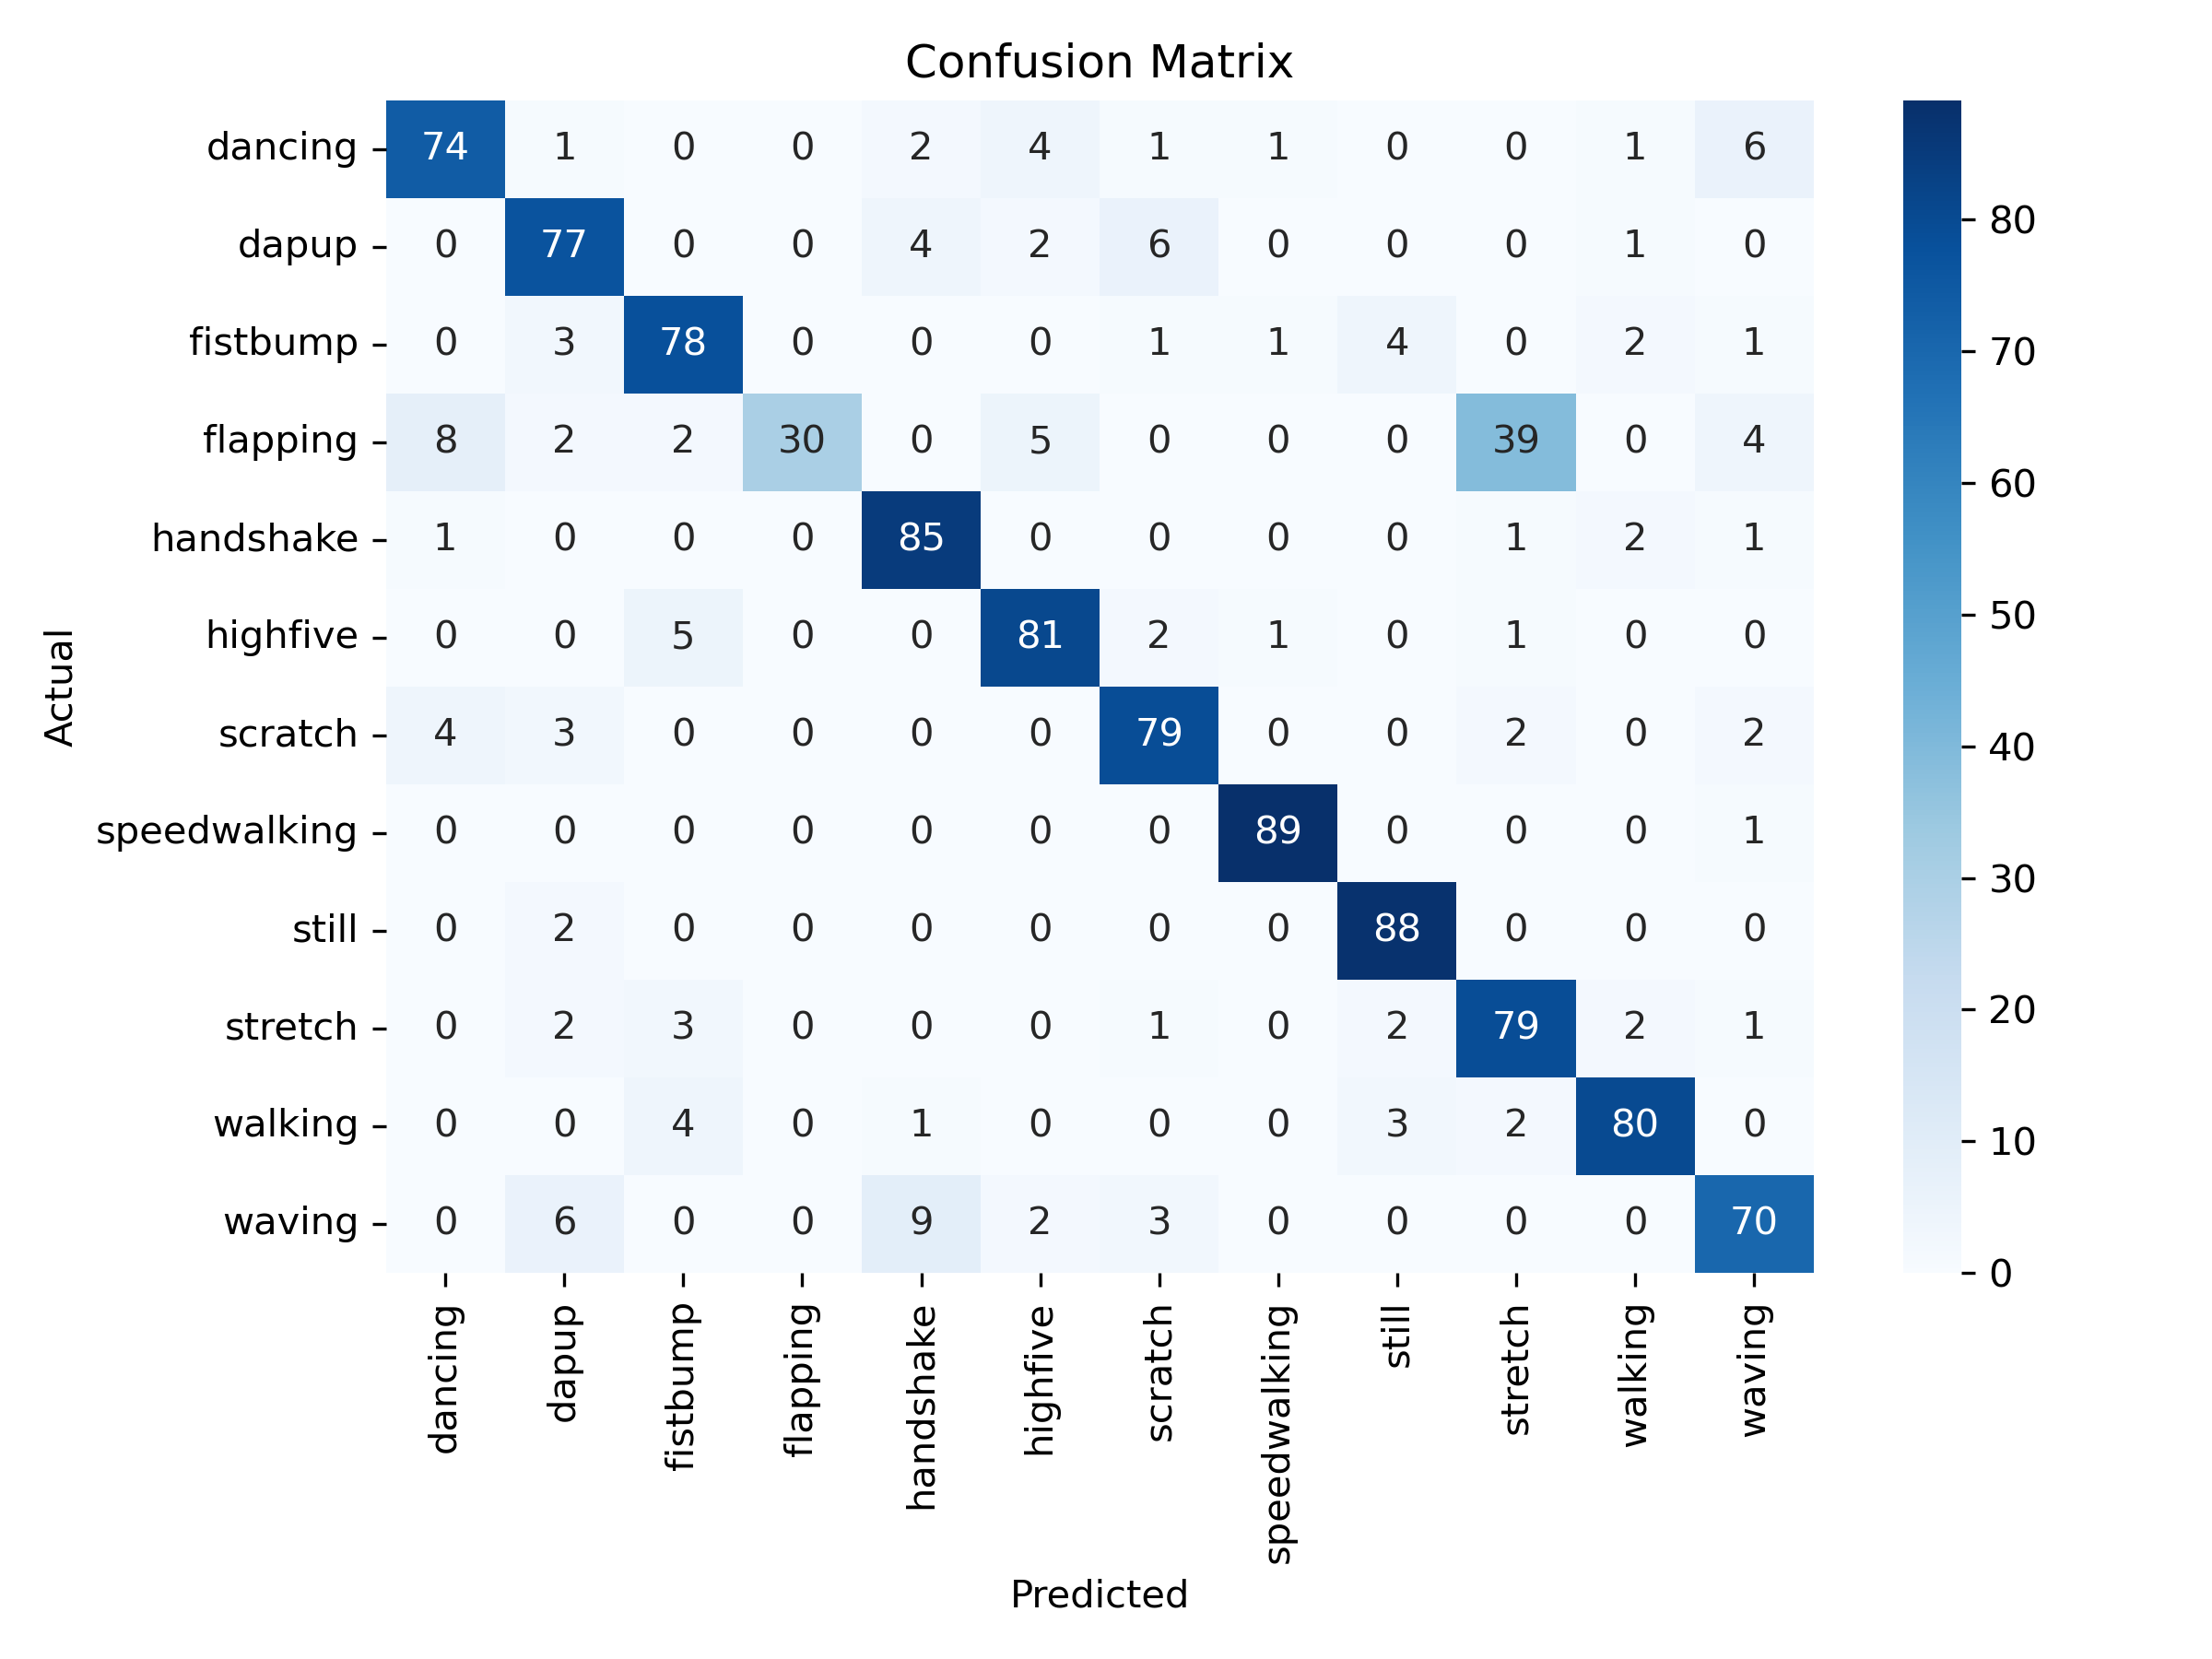 Confusion Matrix
dancing 74 1 0 0 2 4 1 1 0 0 1 6
dapup 0 77 0 0 4 2 6 0 0 0 1 0
fistbump 0 3 78 0 0 0 1 1 4 0 2 1
flapping 8 2 2 30 0 5 0 0 0 39 0 4
handshake 1 0 0 0 85 0 0 0 0 1 2 1
highfive 0 0 5 0 0 81 2 1 0 1 0 0
scratch 4 3 0 0 0 0 79 0 0 2 0 2
speedwalking 0 0 0 0 0 0 0 89 0 0 0 1
still 0 2 0 0 0 0 0 0 88 0 0 0
stretch 0 2 3 0 0 0 1 0 2 79 2 1
walking 0 0 4 0 1 0 0 0 3 2 80 0
waving 0 6 0 0 9 2 3 0 0 0 0 70
Actual
dancing dapup fistbump flapping handshake highfive scratch speedwalking still stretch walking waving
Predicted
80
70
60
50
40
30
20
10
0